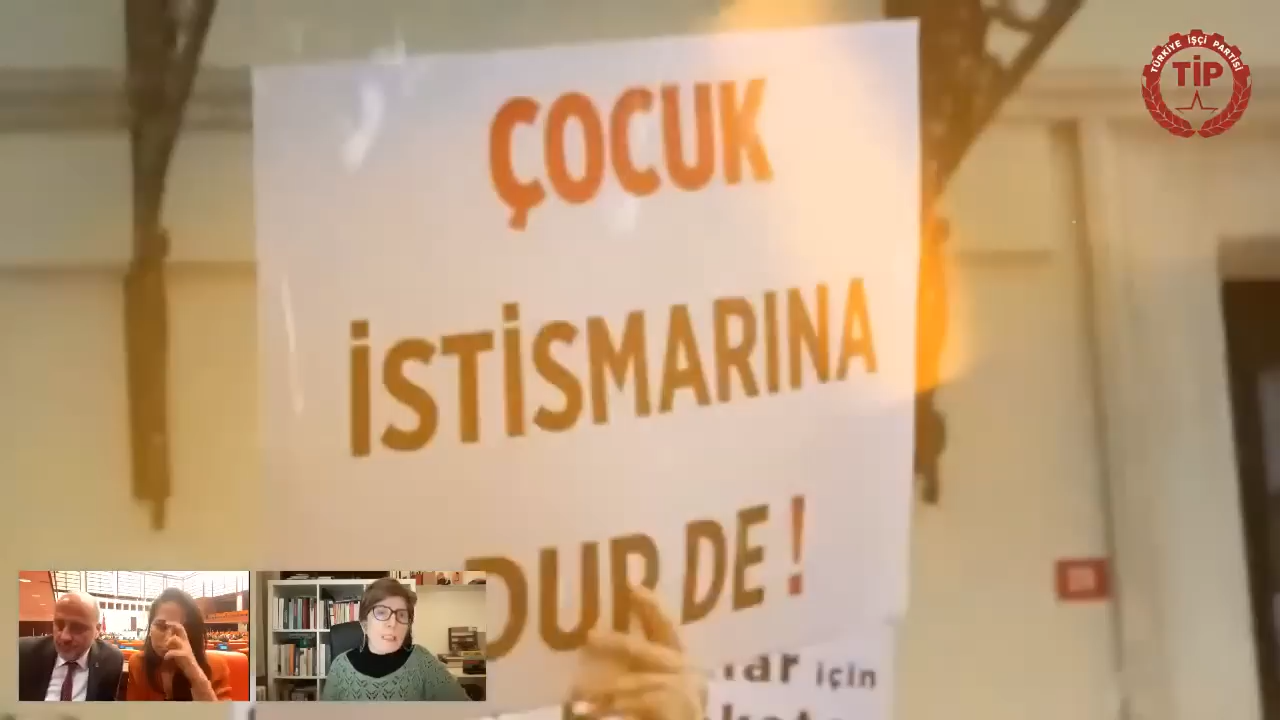 TÜRKİYE İŞÇİ PARTİSİ
TİP
ÇOCUK
İSTİSMARINA
DUR DE !
için